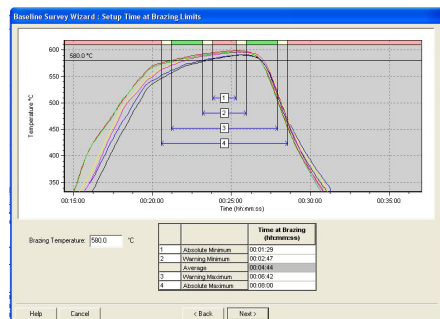 Baseline Survey Wizard : Setup Time at Brazing Limits
600
580.0 °C
550
500
450
400
350
Temperature °C
1
2
3
4
00:15:00 00:20:00 00:25:00 00:30:00 00:35:00
Time (hh:mm:ss)
Brazing Temperature: 580.0 °C
Time at Brazing
(hh:mm:ss)
1 Absolute Minimum 00:01:29
2 Warning Minimum 00:02:47
Average 00:04:44
3 Warning Maximum 00:06:42
4 Absolute Maximum 00:08:00
Help Cancel < Back Next >